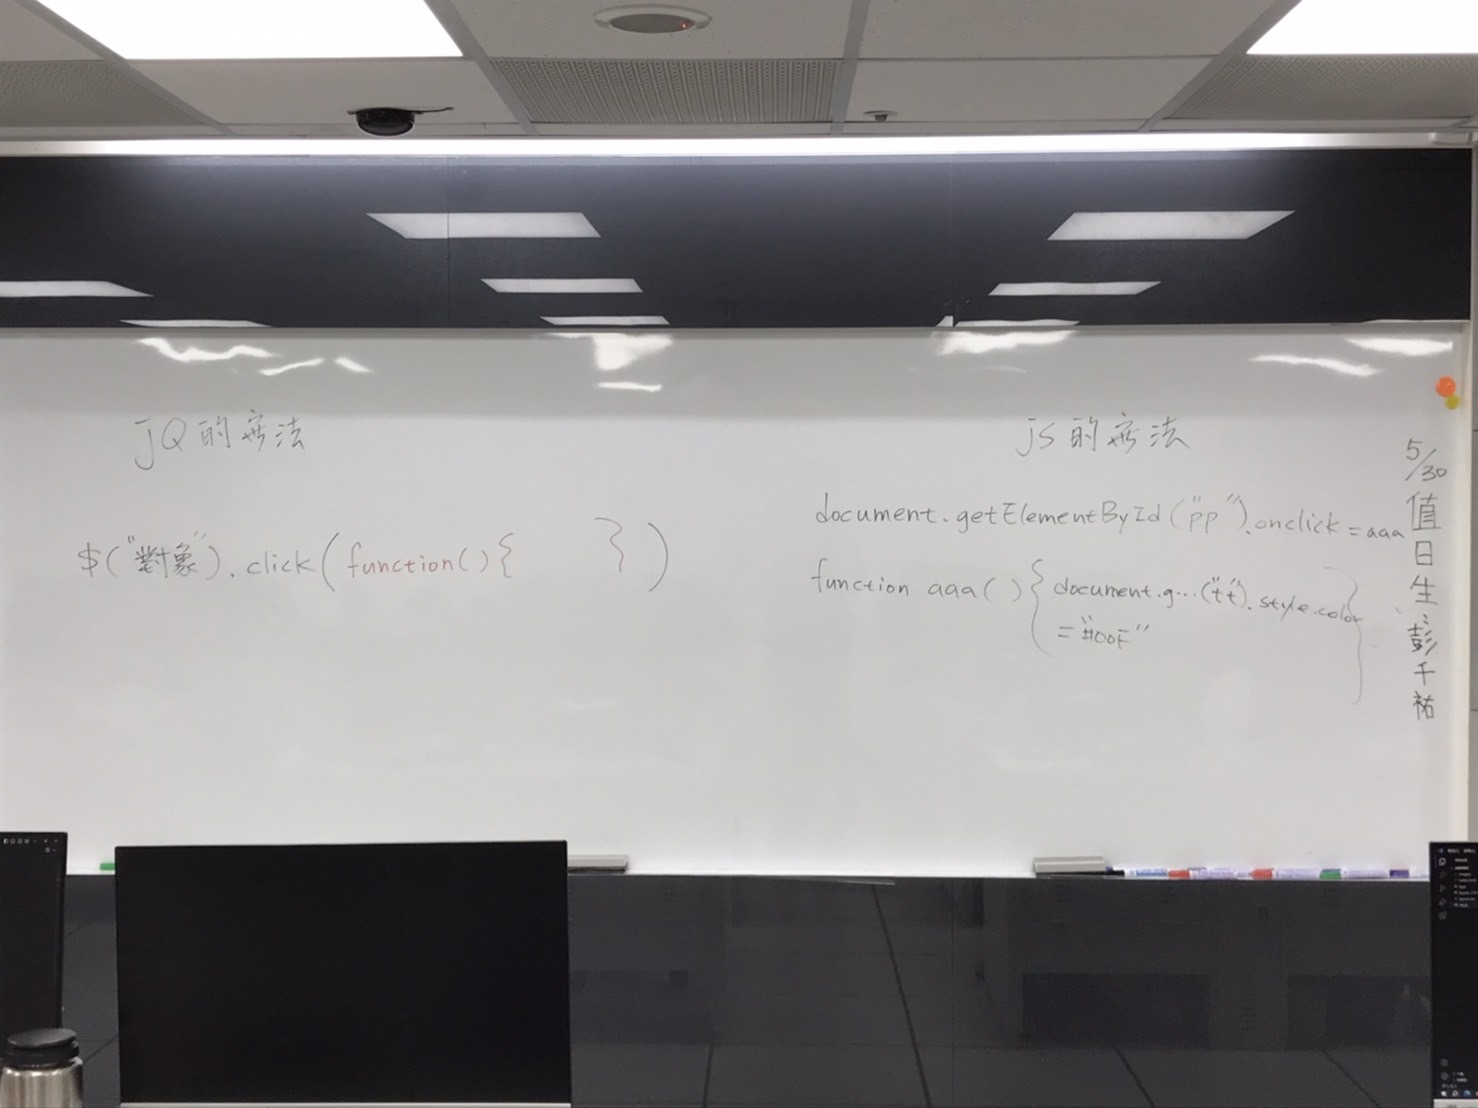 jQ的寫法
$("對象").click(function(){ })
js的寫法
document.getElementById("pp").onclick=aaa
function aaa(){document.g...("tt").style.color
="#00F"
}
5/30
值日生:彭千祐